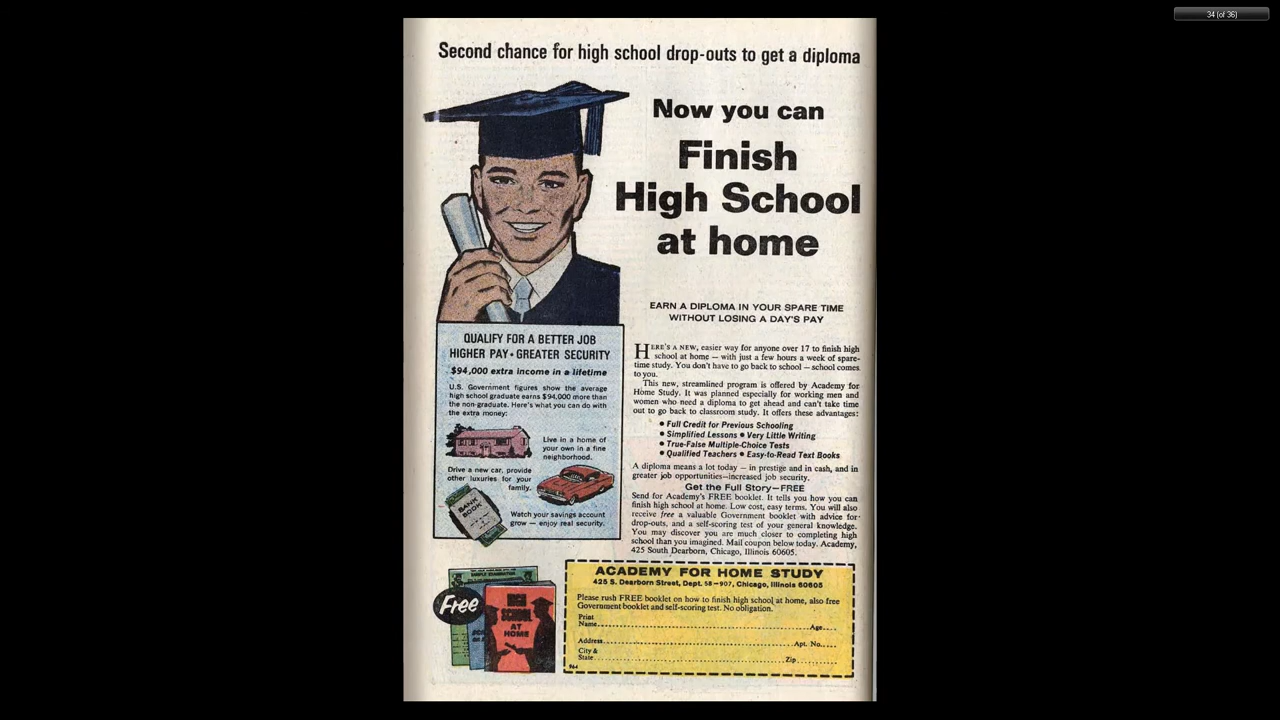 34 (of 36)
Second chance for high school drop-outs to get a diploma
Now you can
Finish
High School
at home
EARN A DIPLOMA IN YOUR SPARE TIME
WITHOUT LOSING A DAY'S PAY
QUALIFY FOR A BETTER JOB
HIGHER PAY • GREATER SECURITY
$94,000 extra income in a lifetime
U.S. Government figures show the average
high school graduate earns $94,000 more than
the non-graduate. Here's what you can do with
the extra money:
Live in a home of
your own in a fine
neighborhood.
Drive a new car, provide
other luxuries for your
family.
BANK
BOOK
Watch your savings account
grow — enjoy real security.
HERE'S A NEW, easier way for anyone over 17 to finish high
school at home — with just a few hours a week of spare-
time study. You don't have to go back to school — school comes
to you.
This new, streamlined program is offered by Academy for
Home Study. It was planned especially for working men and
women who need a diploma to get ahead and can't take time
out to go back to classroom study. It offers these advantages:
• Full Credit for Previous Schooling
• Simplified Lessons • Very Little Writing
• True-False Multiple-Choice Tests
• Qualified Teachers • Easy-to-Read Text Books
A diploma means a lot today — in prestige and in cash, and in
greater job opportunities—increased job security.
Get the Full Story—FREE
Send for Academy's FREE booklet. It tells you how you can
finish high school at home. Low cost, easy terms. You will also
receive free a valuable Government booklet with advice for
drop-outs, and a self-scoring test of your general knowledge.
You may discover you are much closer to completing high
school than you imagined. Mail coupon below today. Academy,
425 South Dearborn, Chicago, Illinois 60605.
Free
SAMPLE EXAMINATION
HIGH
SCHOOL
AT
HOME
ACADEMY FOR HOME STUDY
425 S. Dearborn Street, Dept. 58-907, Chicago, Illinois 60605
Please rush FREE booklet on how to finish high school at home, also free
Government booklet and self-scoring test. No obligation.
Print
Name Age
Address Apt. No.
City &
State Zip